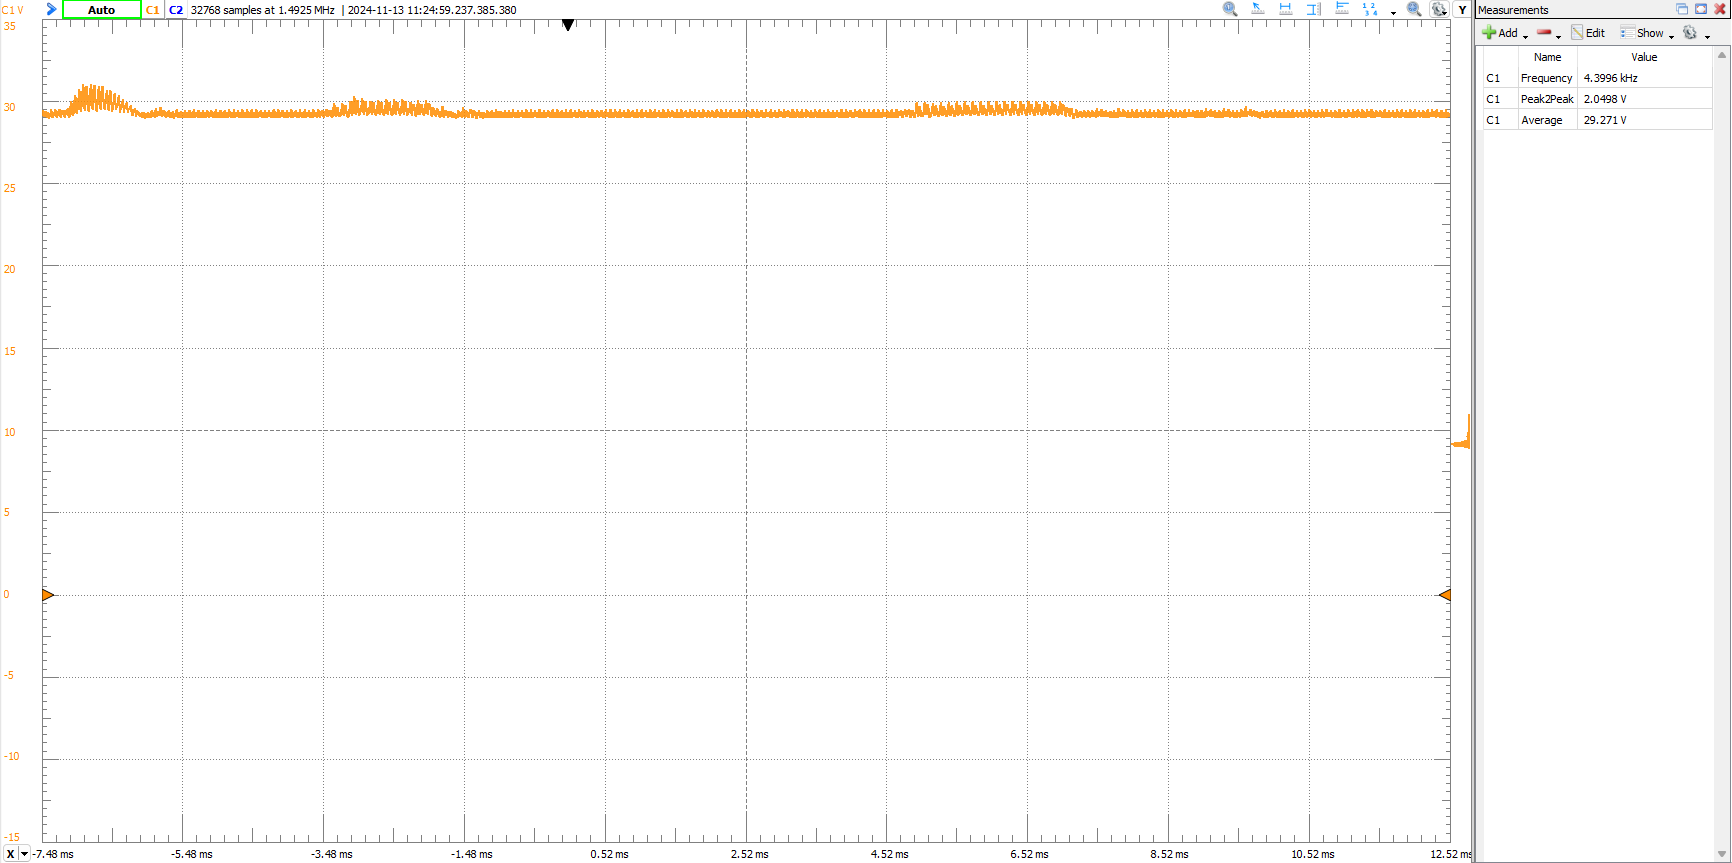 C1 V Auto C1 C2 32768 samples at 1.4925 MHz | 2024-11-13 11:24:59.237.385.380 Y
35
30
25
20
15
10
5
0
-5
-10
-15
X -7.48 ms -5.48 ms -3.48 ms -1.48 ms 0.52 ms 2.52 ms 4.52 ms 6.52 ms 8.52 ms 10.52 ms 12.52 ms
Measurements
Add Edit Show
Name Value
C1 Frequency 4.3996 kHz
C1 Peak2Peak 2.0498 V
C1 Average 29.271 V